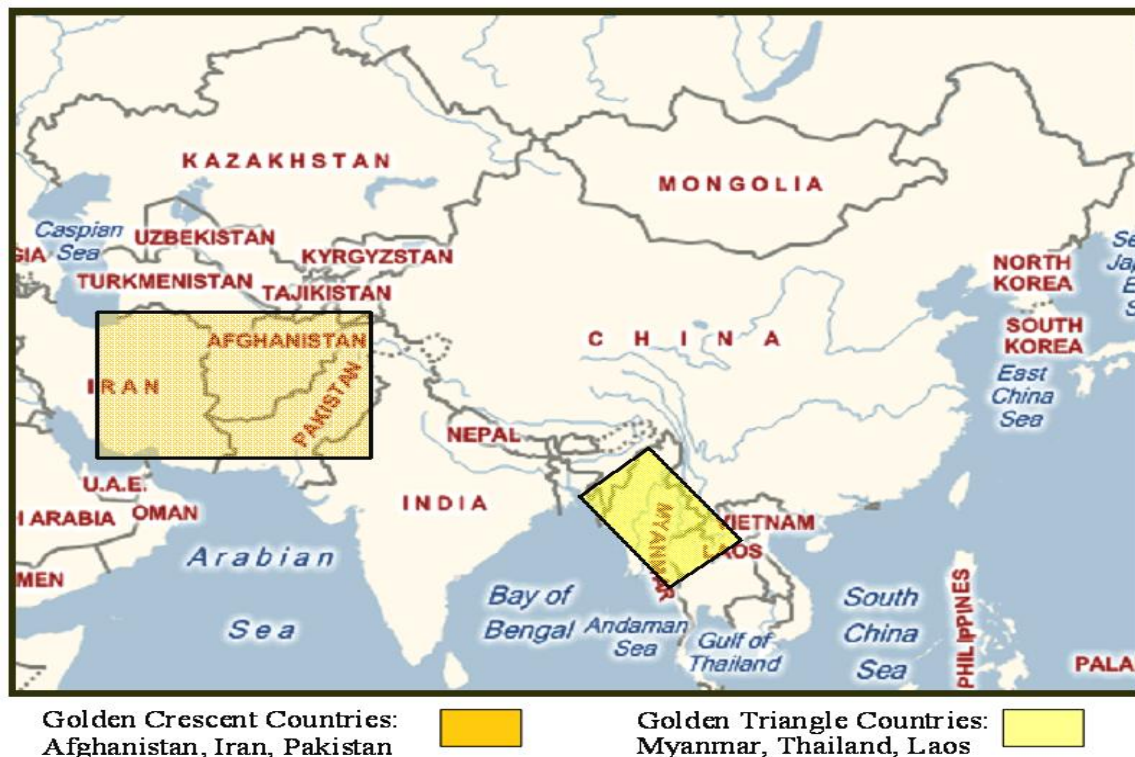 KAZAKHSTAN
MONGOLIA
Caspian
Sea
UZBEKISTAN
KYRGYZSTAN
TURKMENISTAN
TAJIKISTAN
NORTH
KOREA
SOUTH
KOREA
AFGHANISTAN
CHINA
IRAN
PAKISTAN
East
China
Sea
NEPAL
U.A.E.
OMAN
ARABIA
INDIA
MYANMAR
VIETNAM
LAOS
Arabian
Sea
Bay of
Bengal
Andaman
Sea
Gulf of
Thailand
South
China
Sea
PHILIPPINES
PALA
Golden Crescent Countries:
Afghanistan, Iran, Pakistan
Golden Triangle Countries:
Myanmar, Thailand, Laos